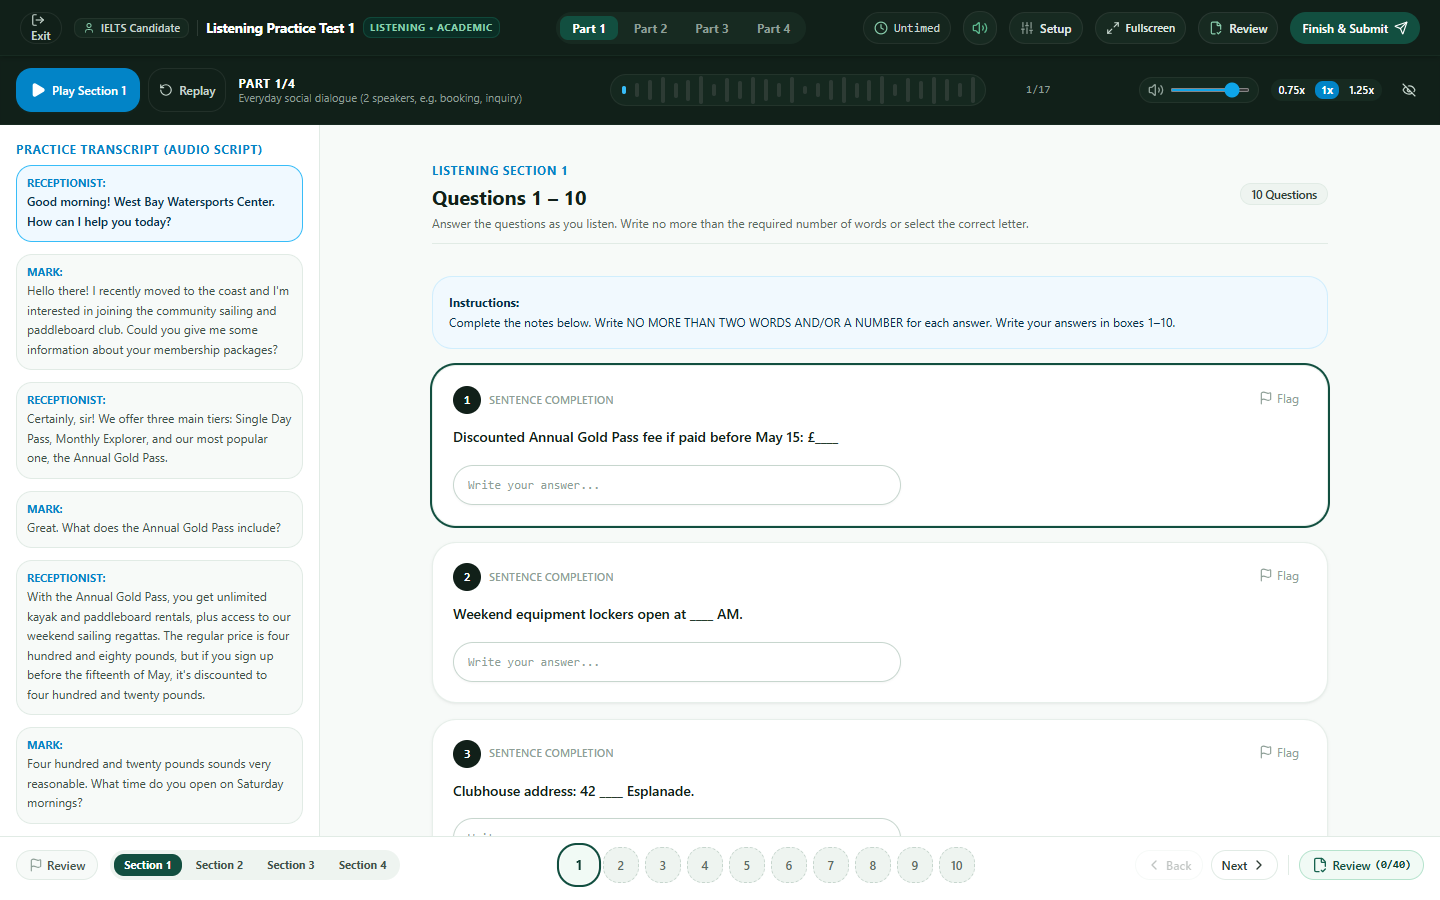 Exit
IELTS Candidate
Listening Practice Test 1
LISTENING • ACADEMIC
Part 1
Part 2
Part 3
Part 4
Untimed
Setup
Fullscreen
Review
Finish & Submit
Play Section 1
Replay
PART 1/4
Everyday social dialogue (2 speakers, e.g. booking, inquiry)
1/17
0.75x
1x
1.25x
PRACTICE TRANSCRIPT (AUDIO SCRIPT)
RECEPTIONIST:
Good morning! West Bay Watersports Center.
How can I help you today?
MARK:
Hello there! I recently moved to the coast and I'm
interested in joining the community sailing and
paddleboard club. Could you give me some
information about your membership packages?
RECEPTIONIST:
Certainly, sir! We offer three main tiers: Single Day
Pass, Monthly Explorer, and our most popular
one, the Annual Gold Pass.
MARK:
Great. What does the Annual Gold Pass include?
RECEPTIONIST:
With the Annual Gold Pass, you get unlimited
kayak and paddleboard rentals, plus access to our
weekend sailing regattas. The regular price is four
hundred and eighty pounds, but if you sign up
before the fifteenth of May, it's discounted to
four hundred and twenty pounds.
MARK:
Four hundred and twenty pounds sounds very
reasonable. What time do you open on Saturday
mornings?
LISTENING SECTION 1
Questions 1 – 10
10 Questions
Answer the questions as you listen. Write no more than the required number of words or select the correct letter.
Instructions:
Complete the notes below. Write NO MORE THAN TWO WORDS AND/OR A NUMBER for each answer. Write your answers in boxes 1–10.
1 SENTENCE COMPLETION
Flag
Discounted Annual Gold Pass fee if paid before May 15: £____
Write your answer...
2 SENTENCE COMPLETION
Flag
Weekend equipment lockers open at ____ AM.
Write your answer...
3 SENTENCE COMPLETION
Flag
Clubhouse address: 42 ____ Esplanade.
Review
Section 1
Section 2
Section 3
Section 4
1
2
3
4
5
6
7
8
9
10
Back
Next
Review (0/40)